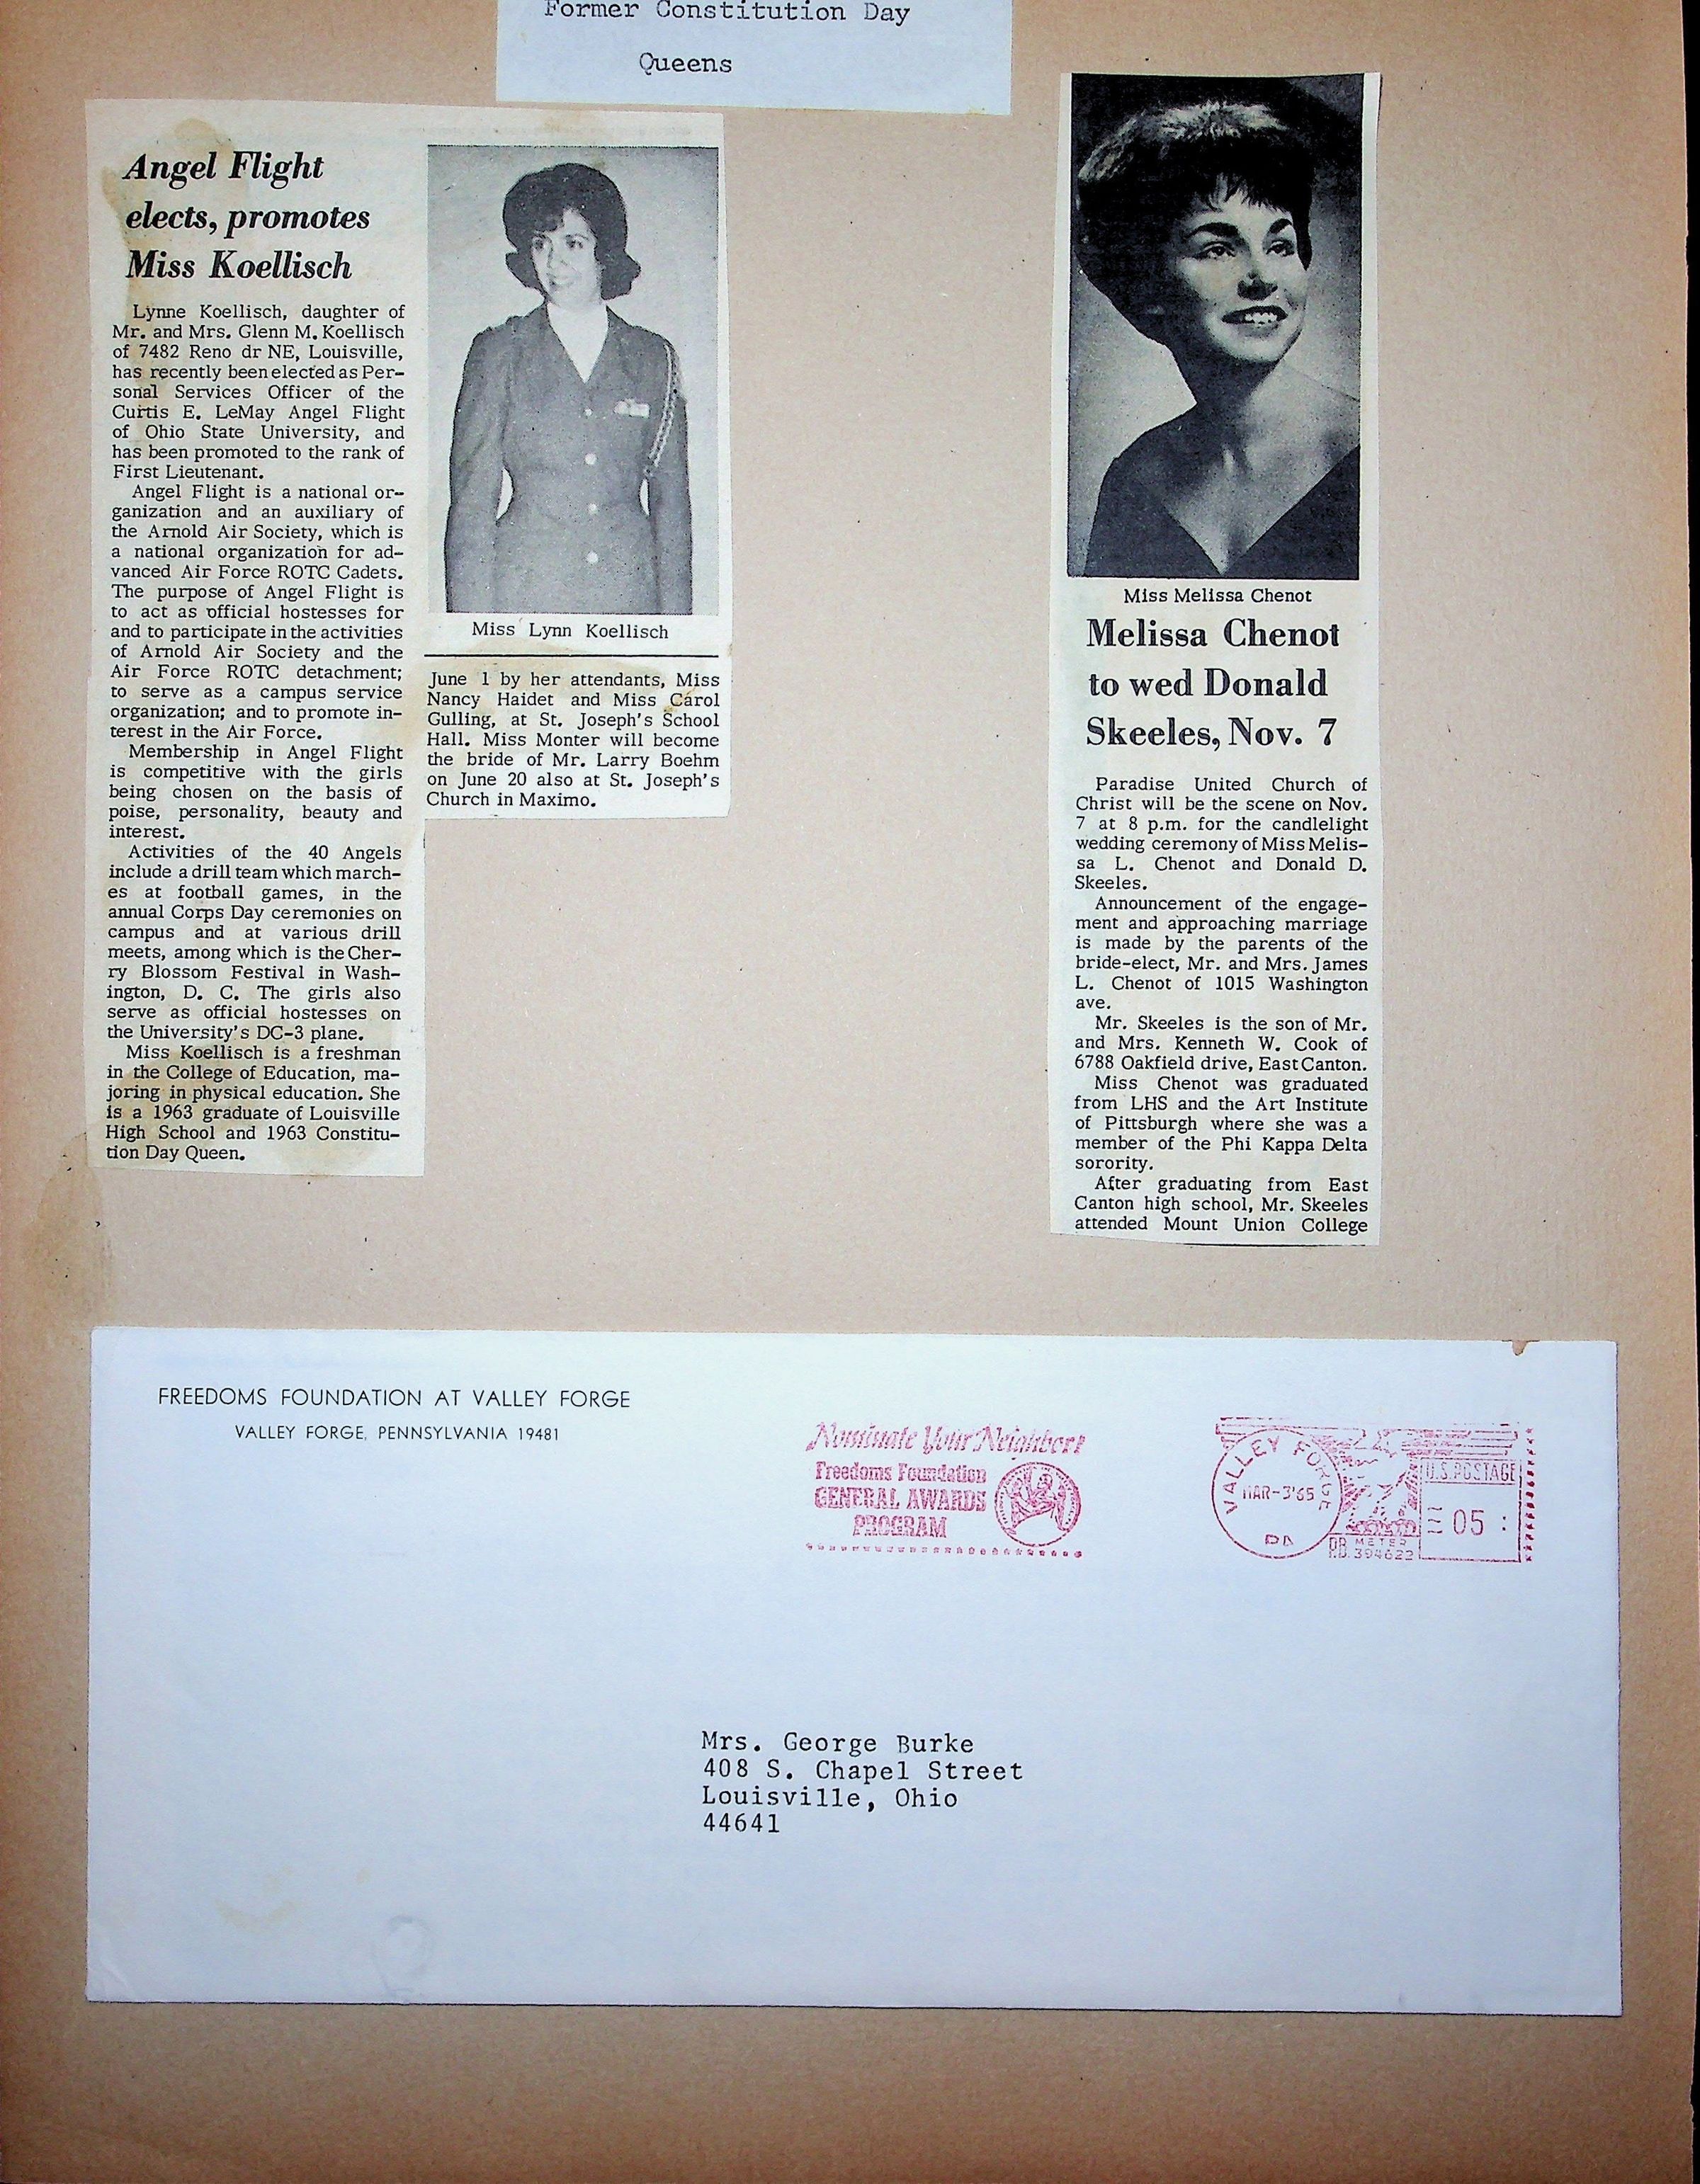 Former Constitution Day
Queens
Angel Flight
elects, promotes
Miss Koellisch
Lynne Koellisch, daughter of
Mr. and Mrs. Glenn M. Koellisch
of 7482 Reno dr NE, Louisville,
has recently been elected as Per-
sonal Services Officer of the
Curtis E. LeMay Angel Flight
of Ohio State University, and
has been promoted to the rank of
First Lieutenant.
Angel Flight is a national or-
ganization and an auxiliary of
the Arnold Air Society, which is
a national organization for ad-
vanced Air Force ROTC Cadets.
The purpose of Angel Flight is
to act as official hostesses for
and to participate in the activities
of Arnold Air Society and the
Air Force ROTC detachment;
to serve as a campus service
organization; and to promote in-
terest in the Air Force.
Membership in Angel Flight
is competitive with the girls
being chosen on the basis of
poise, personality, beauty and
interest.
Activities of the 40 Angels
include a drill team which march-
es at football games, in the
annual Corps Day ceremonies on
campus and at various drill
meets, among which is the Cher-
ry Blossom Festival in Wash-
ington, D. C. The girls also
serve as official hostesses on
the University's DC-3 plane.
Miss Koellisch is a freshman
in the College of Education, ma-
joring in physical education. She
is a 1963 graduate of Louisville
High School and 1963 Constitu-
tion Day Queen.
Miss Lynn Koellisch
June 1 by her attendants, Miss
Nancy Haidet and Miss Carol
Gulling, at St. Joseph's School
Hall. Miss Monter will become
the bride of Mr. Larry Boehm
on June 20 also at St. Joseph's
Church in Maximo.
Miss Melissa Chenot
Melissa Chenot
to wed Donald
Skeeles, Nov. 7
Paradise United Church of
Christ will be the scene on Nov.
7 at 8 p.m. for the candlelight
wedding ceremony of Miss Melis-
sa L. Chenot and Donald D.
Skeeles.
Announcement of the engage-
ment and approaching marriage
is made by the parents of the
bride-elect, Mr. and Mrs. James
L. Chenot of 1015 Washington
ave.
Mr. Skeeles is the son of Mr.
and Mrs. Kenneth W. Cook of
6788 Oakfield drive, East Canton.
Miss Chenot was graduated
from LHS and the Art Institute
of Pittsburgh where she was a
member of the Phi Kappa Delta
sorority.
After graduating from East
Canton high school, Mr. Skeeles
attended Mount Union College
FREEDOMS FOUNDATION AT VALLEY FORGE
VALLEY FORGE, PENNSYLVANIA 19481
Nominate Your Neighbor!
Freedoms Foundation
GENERAL AWARDS
PROGRAM
VALLEY FORGE
MAR-3'65
PA
U.S. POSTAGE
05
P.B. METER
394622
Mrs. George Burke
408 S. Chapel Street
Louisville, Ohio
44641